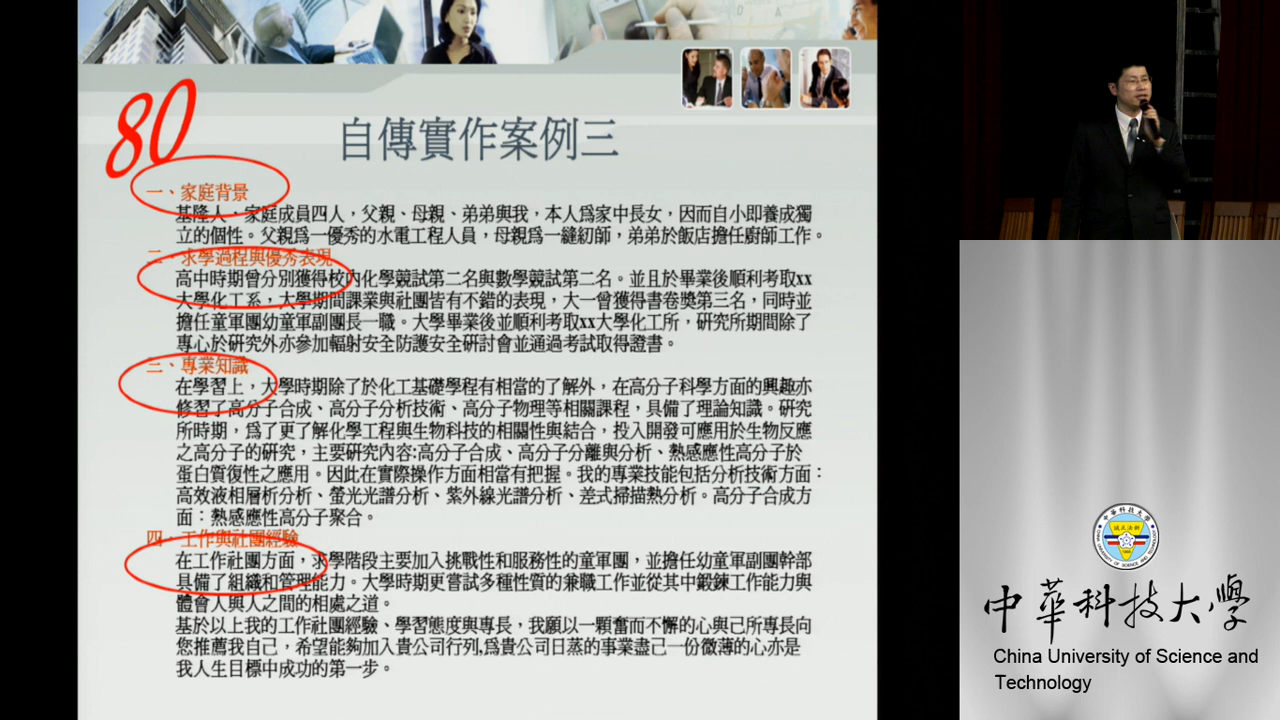 80
自傳實作案例三
一、家庭背景
基隆人，家庭成員四人，父親、母親、弟弟與我，本人為家中長女，因而自小即養成獨
立的個性。父親為一優秀的水電工程人員，母親為一縫紉師，弟弟於飯店擔任廚師工作。
二、求學過程與優秀表現
高中時期曾分別獲得校內化學競試第二名與數學競試第二名。並且於畢業後順利考取xx
大學化工系，大學期間課業與社團皆有不錯的表現，大一曾獲得書卷獎第三名，同時並
擔任童軍團幼童軍副團長一職。大學畢業後並順利考取xx大學化工所，研究所期間除了
專心於研究外亦參加輻射安全防護安全研討會並通過考試取得證書。
三、專業知識
在學習上，大學時期除了於化工基礎學程有相當的了解外，在高分子科學方面的興趣亦
修習了高分子合成、高分子分析技術、高分子物理等相關課程，具備了理論知識。研究
所時期，為了更了解化學工程與生物科技的相關性與結合，投入開發可應用於生物反應
之高分子的研究，主要研究內容:高分子合成、高分子分離與分析、熱感應性高分子於
蛋白質復性之應用。因此在實際操作方面相當有把握。我的專業技能包括分析技術方面：
高效液相層析分析、螢光光譜分析、紫外線光譜分析、差式掃描熱分析。高分子合成方
面：熱感應性高分子聚合。
四、工作與社團經驗
在工作社團方面，求學階段主要加入挑戰性和服務性的童軍團，並擔任幼童軍副團幹部
具備了組織和管理能力。大學時期更嘗試多種性質的兼職工作並從其中鍛鍊工作能力與
體會人與人之間的相處之道。
基於以上我的工作社團經驗、學習態度與專長，我願以一顆奮而不懈的心與己所專長向
您推薦我自己，希望能夠加入貴公司行列,為貴公司日蒸的事業盡己一份微薄的心亦是
我人生目標中成功的第一步。
中華科技大學
China University of Science and
Technology